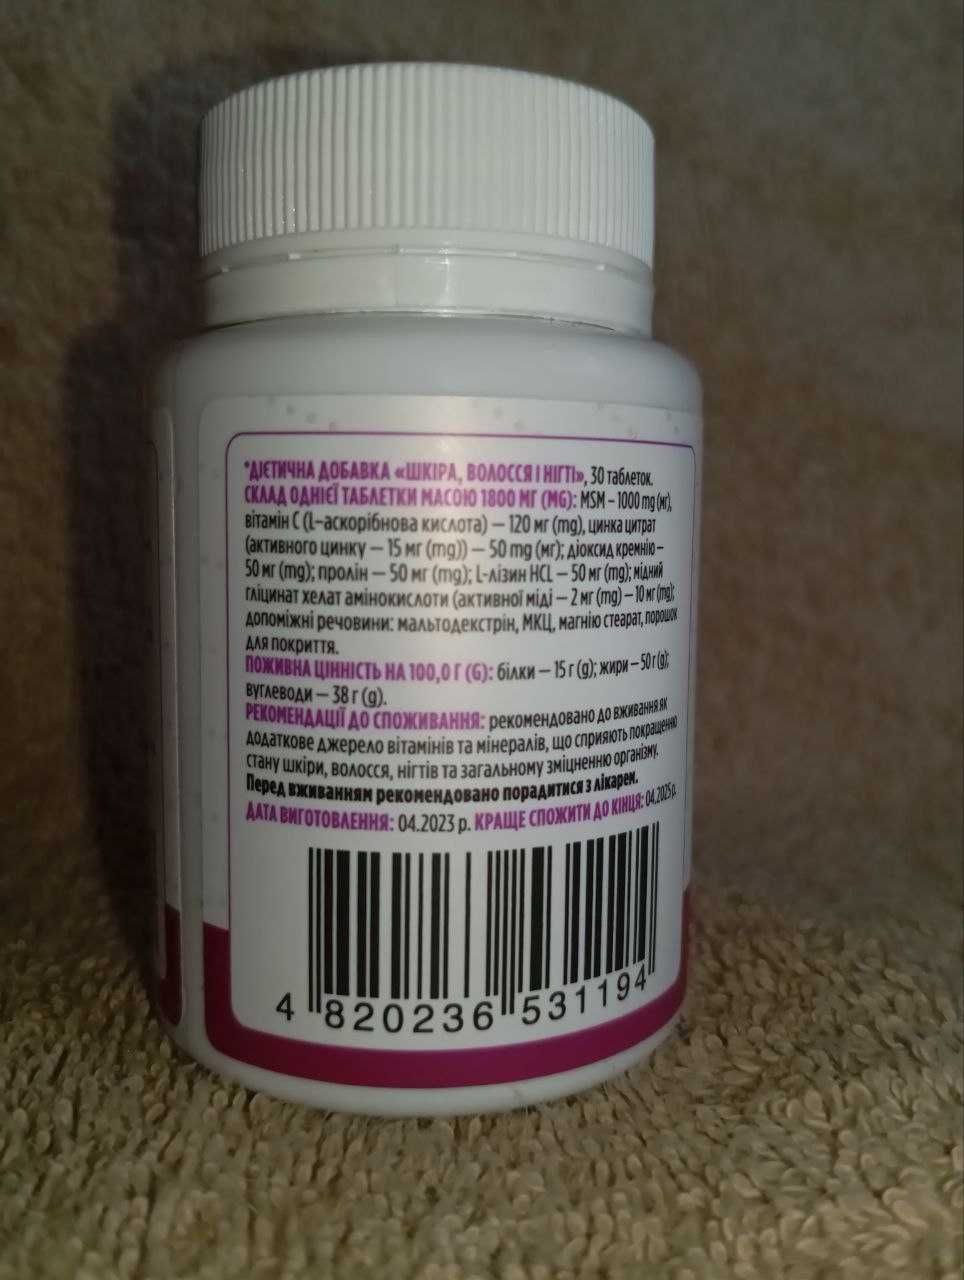 *ДІЄТИЧНА ДОБАВКА «ШКІРА, ВОЛОССЯ І НІГТІ», 30 таблеток.
СКЛАД ОДНІЄЇ ТАБЛЕТКИ МАСОЮ 1800 МГ (MG): MSM – 1000 mg (мг),
вітамін С (L-аскорбінова кислота) — 120 мг (mg), цинка цитрат
(активного цинку — 15 мг (mg)) — 50 mg (мг); діоксид кремнію –
50 мг (mg); пролін — 50 мг (mg); L-лізин HCL – 50 мг (mg); мідний
гліцинат хелат амінокислоти (активної міді – 2 мг (mg) – 10 мг (mg);
допоміжні речовини: мальтодекстрін, МКЦ, магнію стеарат, порошок
для покриття.
ПОЖИВНА ЦІННІСТЬ НА 100,0 Г (G): білки — 15 г (g); жири – 50 г (g);
вуглеводи — 38 г (g).
РЕКОМЕНДАЦІЇ ДО СПОЖИВАННЯ: рекомендовано до вживання як
додаткове джерело вітамінів та мінералів, що сприяють покращенню
стану шкіри, волосся, нігтів та загальному зміцненню організму.
Перед вживанням рекомендовано порадитися з лікарем.
ДАТА ВИГОТОВЛЕННЯ: 04.2023 р. КРАЩЕ СПОЖИТИ ДО КІНЦЯ: 04.2025 р.
4 820236 531194